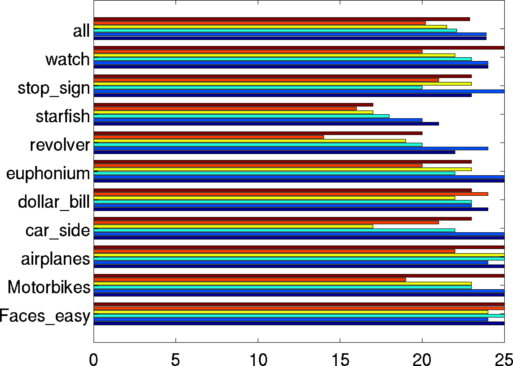 all
watch
stop_sign
starfish
revolver
euphonium
dollar_bill
car_side
airplanes
Motorbikes
Faces_easy
0 5 10 15 20 25